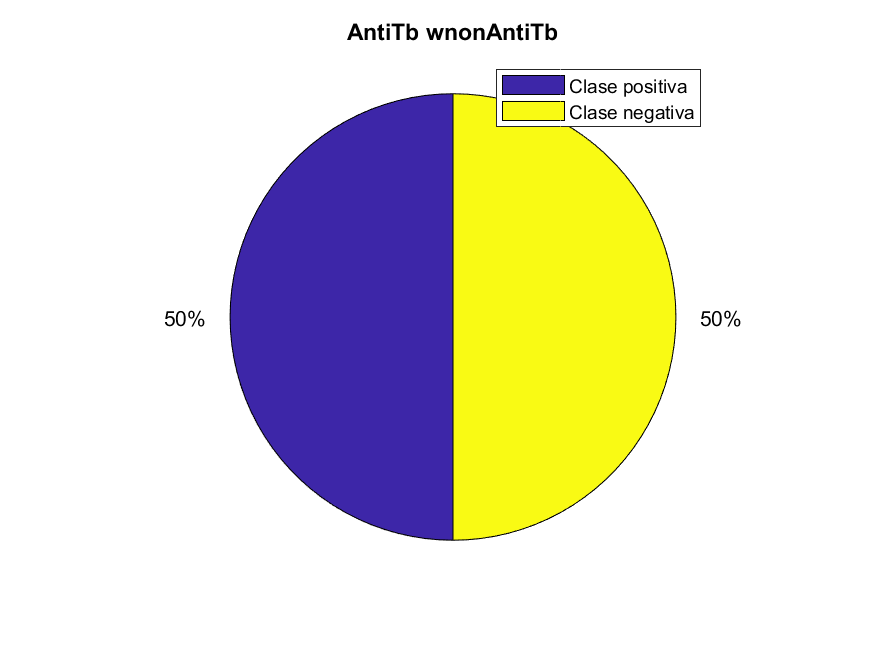 AntiTb wnonAntiTb
Clase positiva
Clase negativa
50%
50%